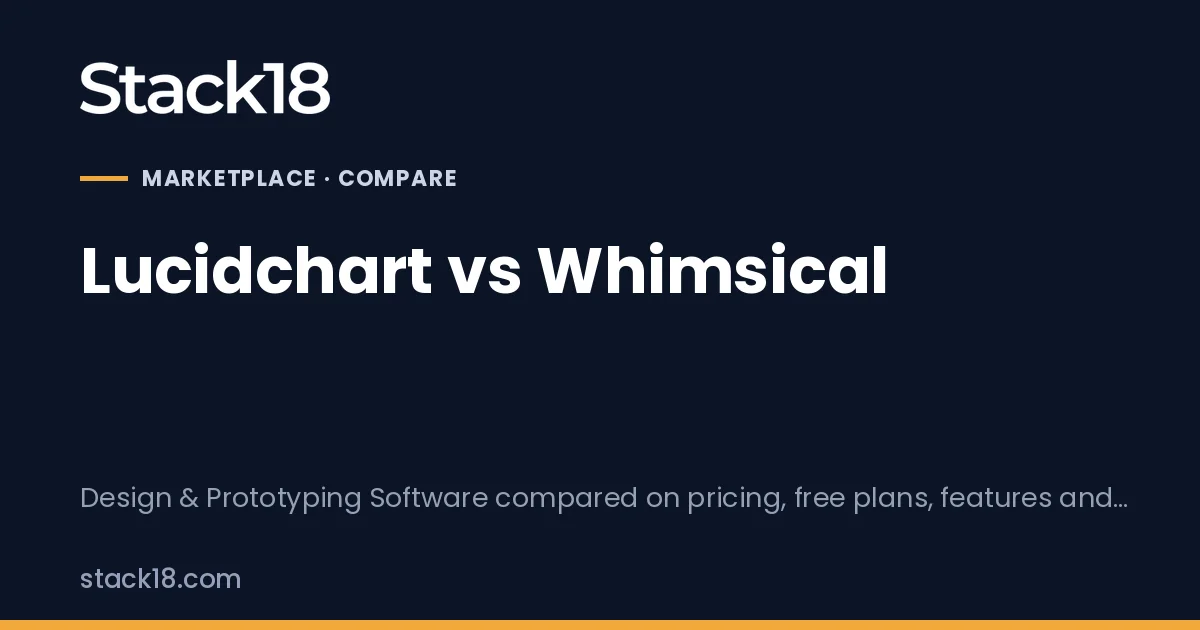 Stack18
MARKETPLACE · COMPARE
Lucidchart vs Whimsical
Design & Prototyping Software compared on pricing, free plans, features and...
stack18.com